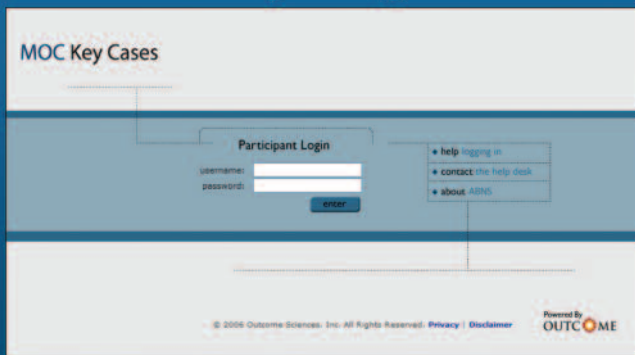 MOC Key Cases
Participant Login
username:
password:
enter
help logging in
contact the help desk
about ABNS
© 2006 Outcome Sciences, Inc. All Rights Reserved. Privacy | Disclaimer
Powered By
OUTCOME